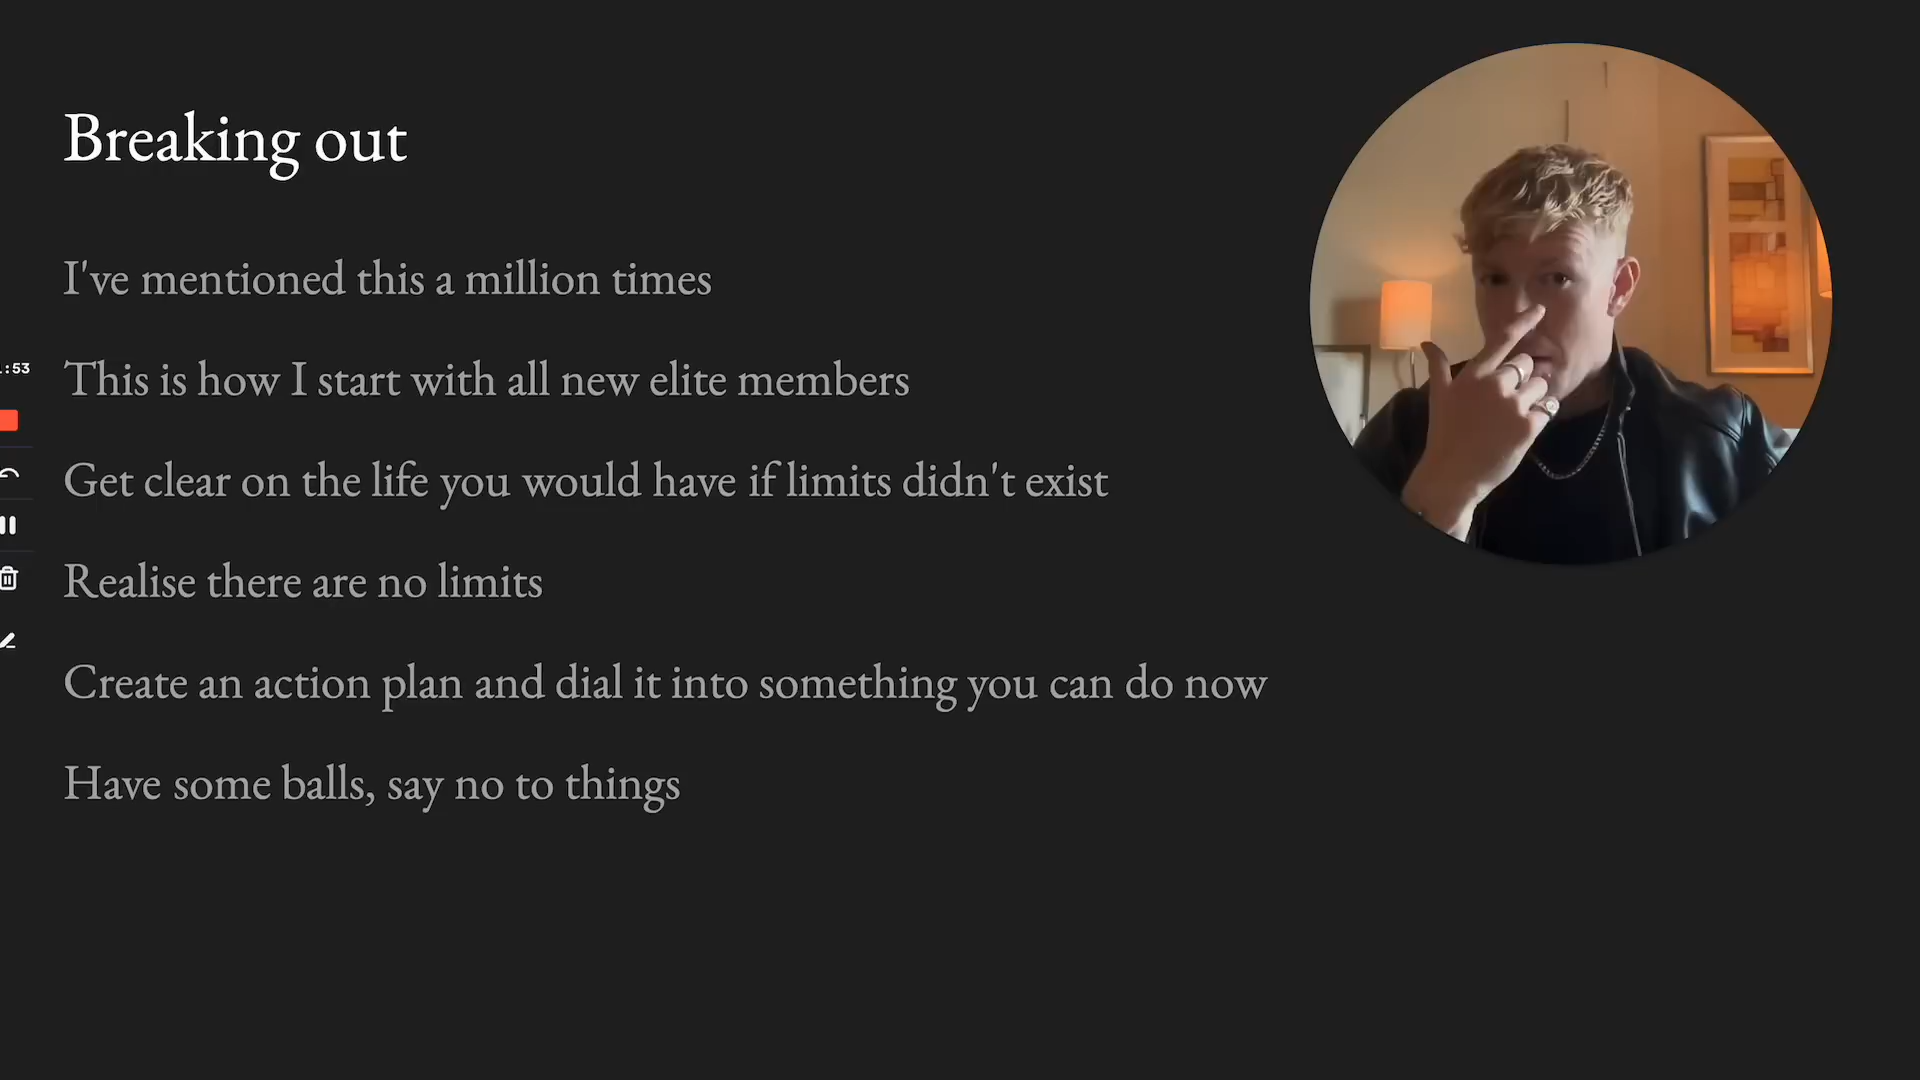 Breaking out
I've mentioned this a million times
This is how I start with all new elite members
:53
Get clear on the life you would have if limits didn't exist
Realise there are no limits
Create an action plan and dial it into something you can do now
Have some balls, say no to things